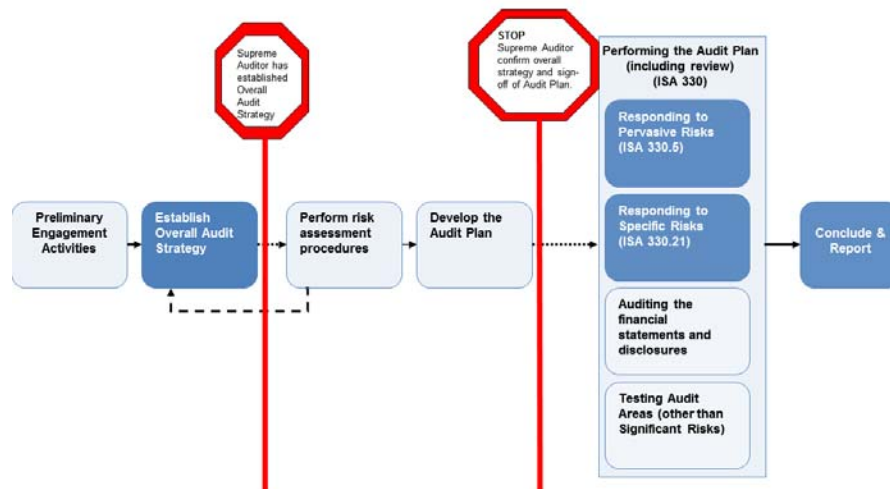 Supreme
Auditor has
established
Overall
Audit
Strategy
STOP
Supreme Auditor
confirm overall
strategy and sign-
off of Audit Plan.
Performing the Audit Plan
(including review)
(ISA 330)
Responding to
Pervasive Risks
(ISA 330.5)
Preliminary
Engagement
Activities
Establish
Overall Audit
Strategy
Perform risk
assessment
procedures
Develop the
Audit Plan
Responding to
Specific Risks
(ISA 330.21)
Conclude &
Report
Auditing the
financial
statements and
disclosures
Testing Audit
Areas (other than
Significant Risks)